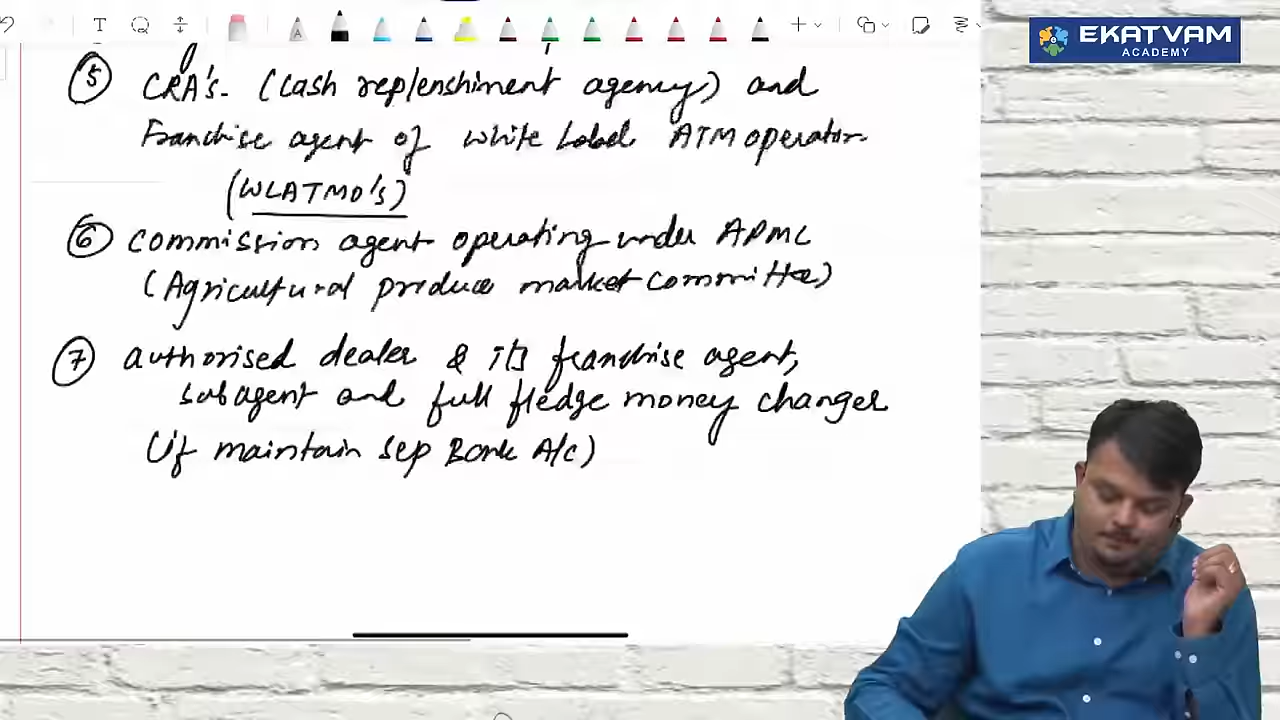 EKATVAM
ACADEMY
T
A
5 CRA's- (Cash replenshiment agency) and
Franchise agent of white Label ATM operator
(WLATMO's)
6 Commission agent operating under APMC
(Agricultural produce market committee)
7 authorised dealer & its franchise agent,
subagent and full fledge money changer
(if maintain sep Bank A/c)